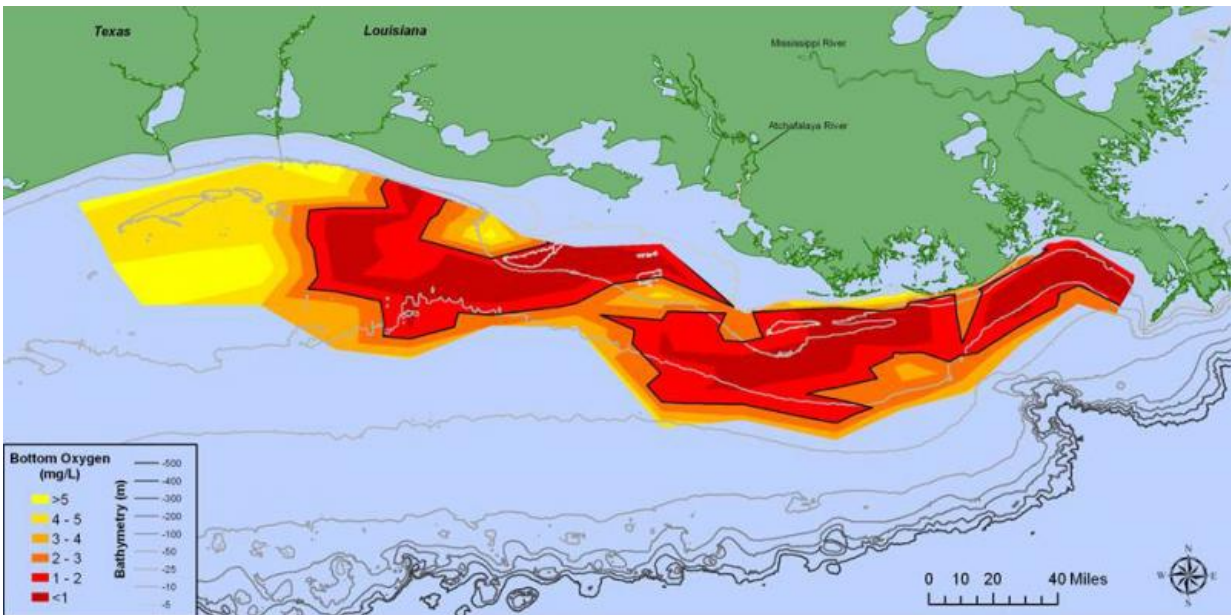 Texas
Louisiana
Mississippi River
Atchafalaya River
Bottom Oxygen
(mg/L)
>5
4 - 5
3 - 4
2 - 3
1 - 2
<1
Bathymetry (m)
-500
-400
-300
-200
-100
-50
-25
-10
-5
0 10 20 40 Miles
N
W E
S